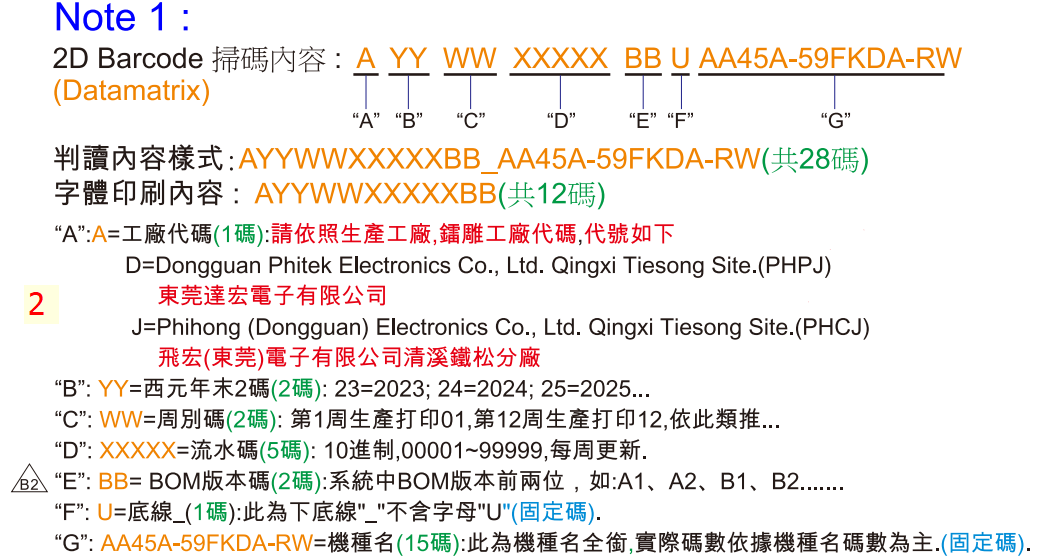 Note 1 :
2D Barcode 掃碼內容 : A YY WW XXXXX BB U AA45A-59FKDA-RW
(Datamatrix)
“A” “B” “C” “D” “E” “F” “G”
判讀內容樣式:AYYWWXXXXXBB_AA45A-59FKDA-RW(共28碼)
字體印刷內容 : AYYWWXXXXXBB(共12碼)
“A”:A=工廠代碼(1碼):請依照生產工廠,鐳雕工廠代碼,代號如下
D=Dongguan Phitek Electronics Co., Ltd. Qingxi Tiesong Site.(PHPJ)
東莞達宏電子有限公司
2
J=Phihong (Dongguan) Electronics Co., Ltd. Qingxi Tiesong Site.(PHCJ)
飛宏(東莞)電子有限公司清溪鐵松分廠
“B”: YY=西元年末2碼(2碼): 23=2023; 24=2024; 25=2025...
“C”: WW=周別碼(2碼): 第1周生產打印01,第12周生產打印12,依此類推...
“D”: XXXXX=流水碼(5碼): 10進制,00001~99999,每周更新.
B2 “E”: BB= BOM版本碼(2碼):系統中BOM版本前兩位，如:A1、A2、B1、B2.......
“F”: U=底線_(1碼):此為下底線"_"不含字母"U"(固定碼).
“G”: AA45A-59FKDA-RW=機種名(15碼):此為機種名全銜,實際碼數依據機種名碼數為主.(固定碼).